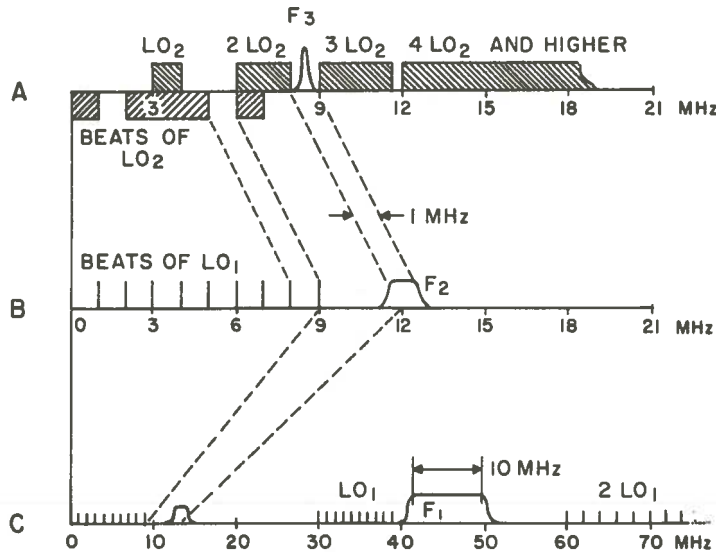 F3
LO2 2 LO2 3 LO2 4 LO2 AND HIGHER
A 3 9 12 15 18 21 MHz
BEATS OF
LO2
1 MHz
BEATS OF LO1
F2
B 0 3 6 9 12 15 18 21 MHz
10 MHz
LO1 F1 2 LO1
C 0 10 20 30 40 50 60 70 MHz